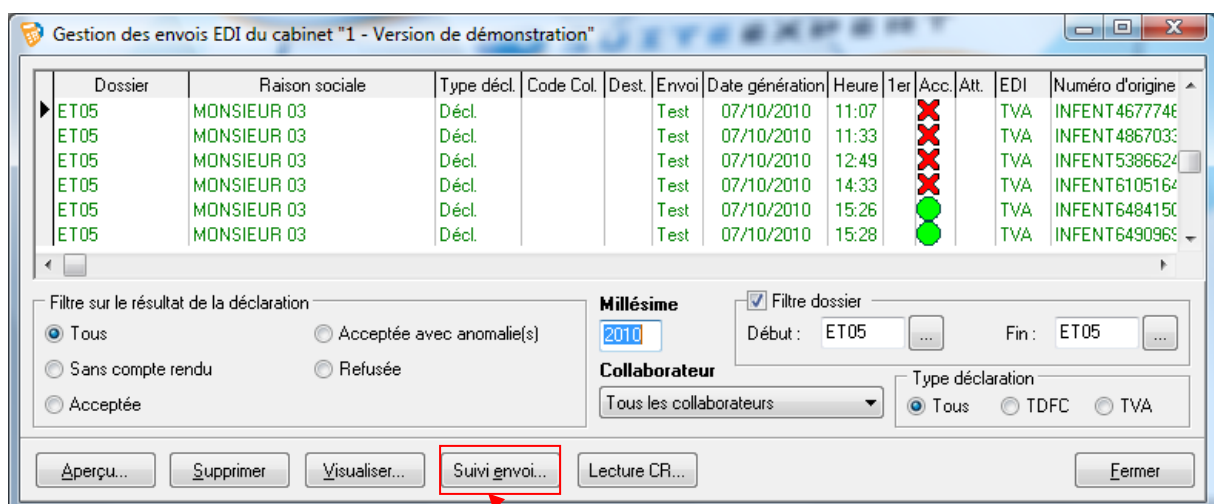 Gestion des envois EDI du cabinet "1 - Version de démonstration"
Dossier Raison sociale Type décl. Code Col. Dest. Envoi Date génération Heure 1er Acc. Att. EDI Numéro d'origine
ET05 MONSIEUR 03 Décl. Test 07/10/2010 11:07 TVA INFENT4677746
ET05 MONSIEUR 03 Décl. Test 07/10/2010 11:33 TVA INFENT4867033
ET05 MONSIEUR 03 Décl. Test 07/10/2010 12:49 TVA INFENT5386624
ET05 MONSIEUR 03 Décl. Test 07/10/2010 14:33 TVA INFENT6105164
ET05 MONSIEUR 03 Décl. Test 07/10/2010 15:26 TVA INFENT6484150
ET05 MONSIEUR 03 Décl. Test 07/10/2010 15:28 TVA INFENT6490969
Filtre sur le résultat de la déclaration Millésime Filtre dossier
Tous Acceptée avec anomalie(s) 2010 Début : ET05 ... Fin : ET05 ...
Sans compte rendu Refusée Collaborateur Type déclaration
Acceptée Tous les collaborateurs Tous TDFC TVA
Aperçu... Supprimer Visualiser... Suivi envoi... Lecture CR... Fermer